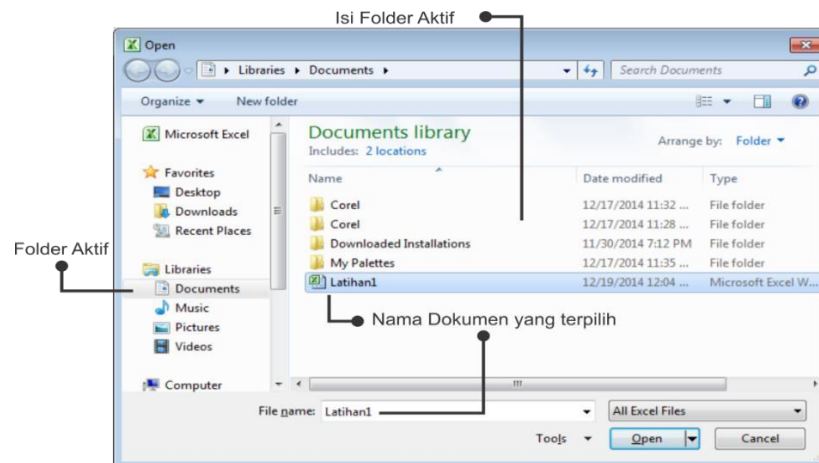 Isi Folder Aktif
Open
Libraries ▸ Documents ▸
Search Documents
Organize ▾ New folder
Microsoft Excel
Favorites
Desktop
Downloads
Recent Places
Folder Aktif
Libraries
Documents
Music
Pictures
Videos
Computer
Documents library
Includes: 2 locations
Arrange by: Folder ▾
Name Date modified Type
Corel 12/17/2014 11:32 ... File folder
Corel 12/17/2014 11:28 ... File folder
Downloaded Installations 11/30/2014 7:12 PM File folder
My Palettes 12/17/2014 11:35 ... File folder
Latihan1 12/19/2014 12:04 ... Microsoft Excel W...
Nama Dokumen yang terpilih
File name: Latihan1 All Excel Files
Tools ▾ Open Cancel